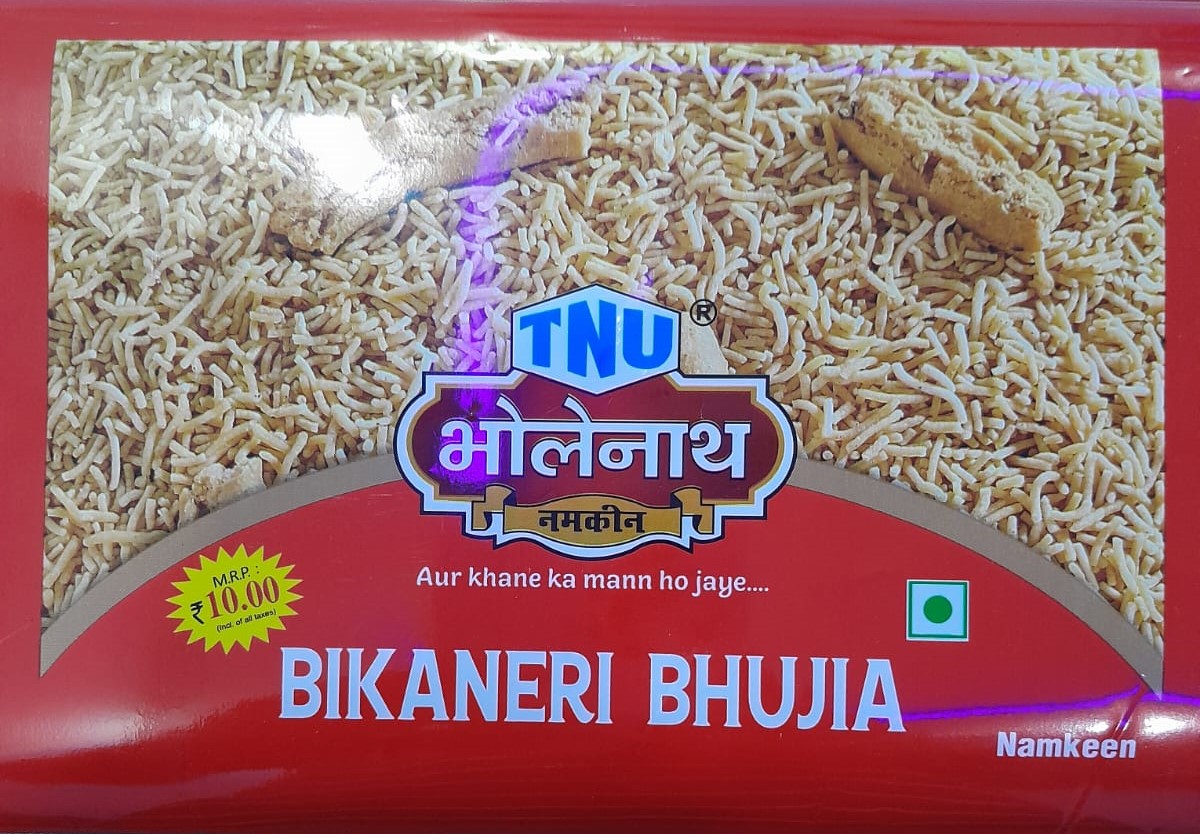 TNU ®
भोलेनाथ
नमकीन
Aur khane ka mann ho jaye....
M.R.P. :
₹ 10.00
(incl. of all taxes)
BIKANERI BHUJIA
Namkeen